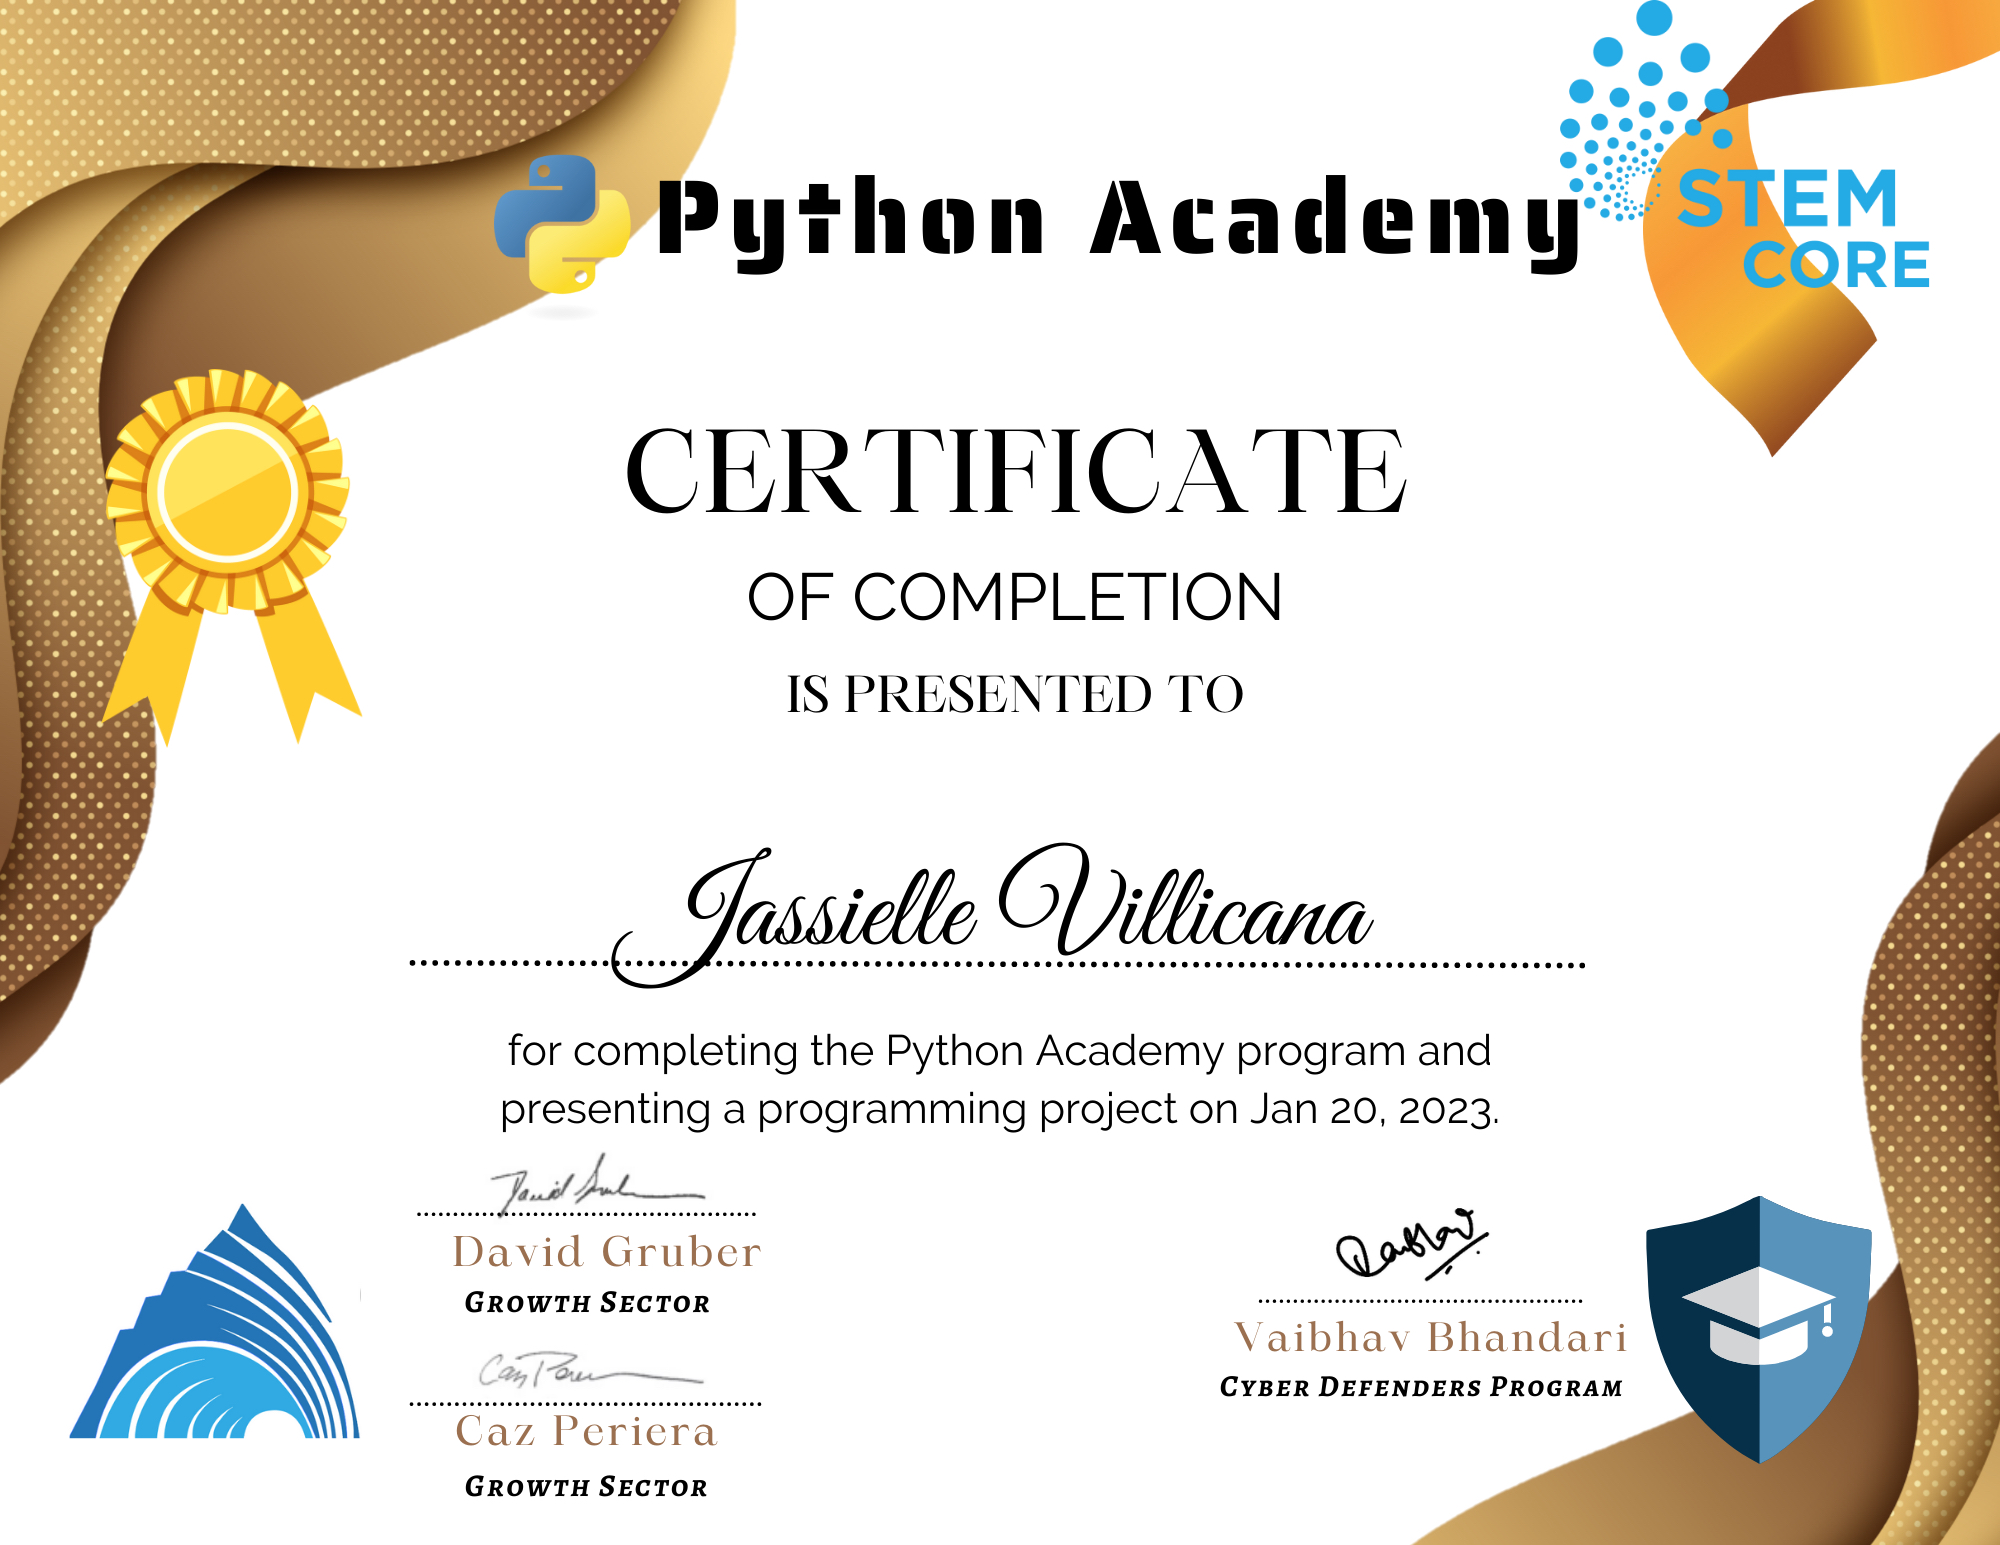 Python Academy
STEM
CORE
CERTIFICATE
OF COMPLETION
IS PRESENTED TO
Jassielle Villicana
for completing the Python Academy program and
presenting a programming project on Jan 20, 2023.
David Gruber
GROWTH SECTOR
Caz Periera
GROWTH SECTOR
Vaibhav
Vaibhav Bhandari
CYBER DEFENDERS PROGRAM